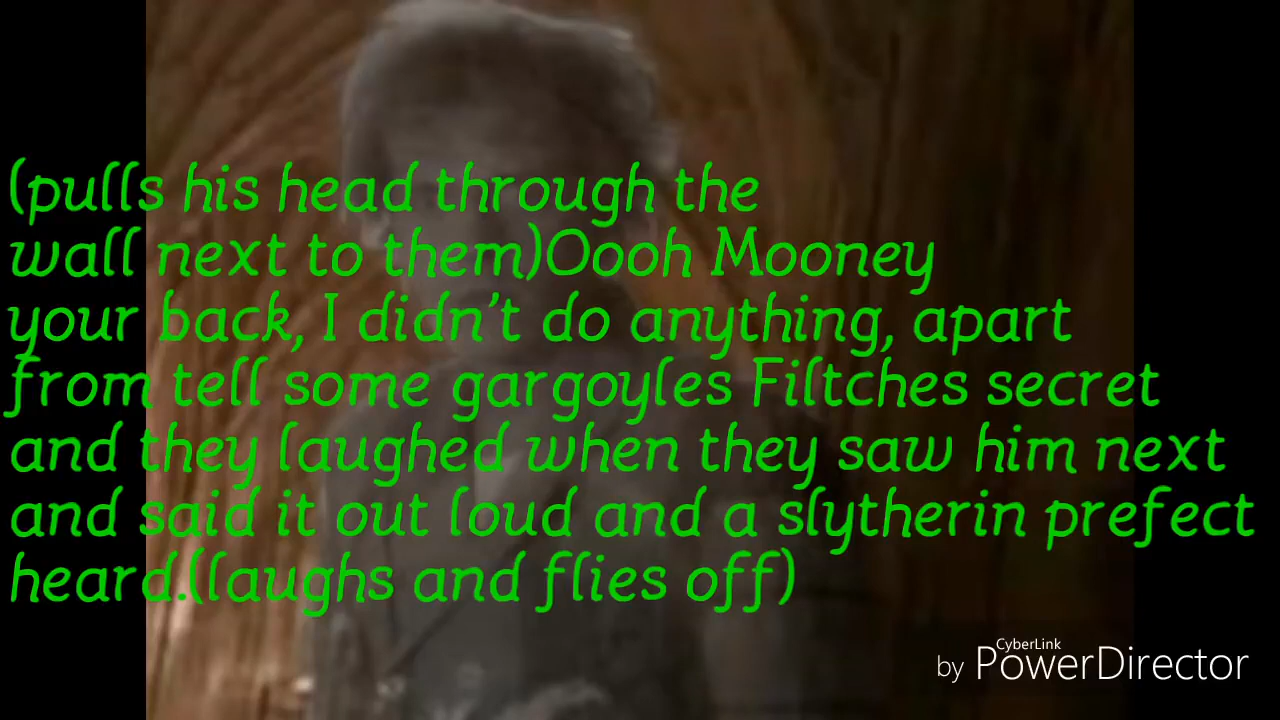 (pulls his head through the
wall next to them)Oooh Mooney
your back, I didn't do anything, apart
from tell some gargoyles Filtches secret
and they laughed when they saw him next
and said it out loud and a slytherin prefect
heard.(laughs and flies off)
CyberLink
by PowerDirector